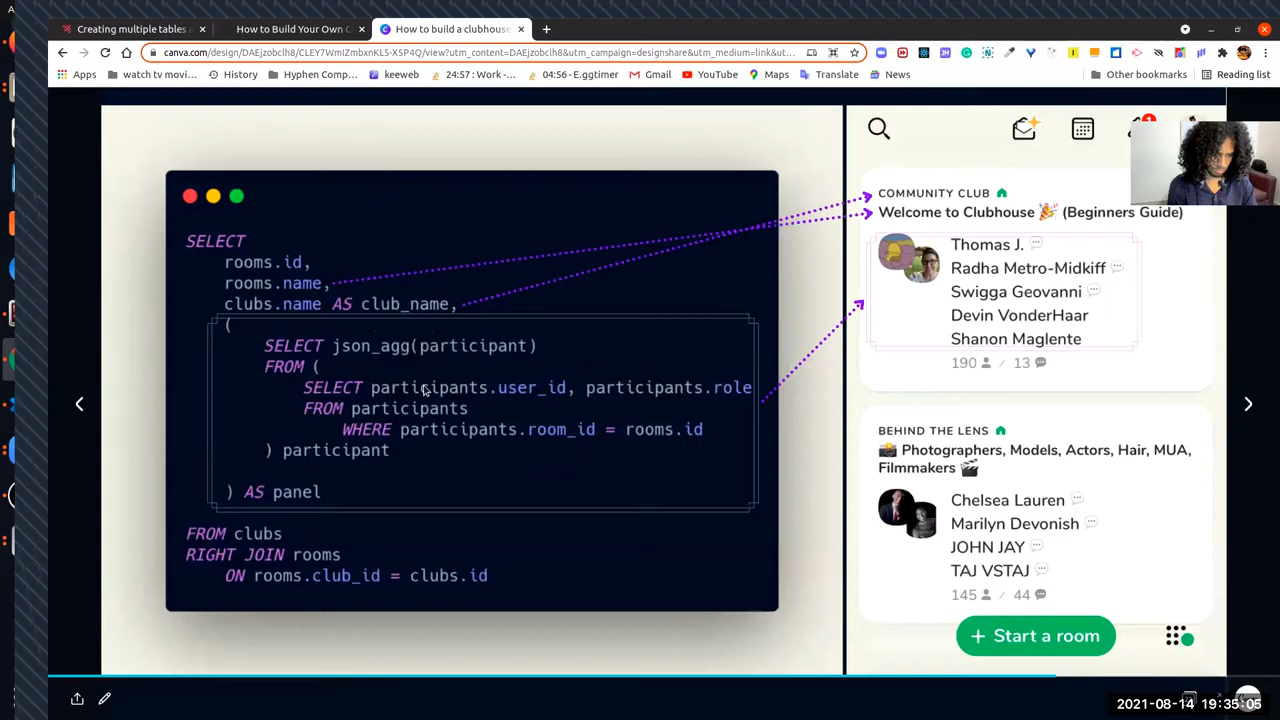 Creating multiple tables a
How to Build Your Own C
How to build a clubhouse
canva.com/design/DAEjzobclh8/CLEY7WmIZmbxnKL5-X5P4Q/view?utm_content=DAEjzobclh8&utm_campaign=designshare&utm_medium=link&utm...
Apps
watch tv movi...
History
Hyphen Comp...
keeweb
24:57 : Work -...
04:56 - E.ggtimer
Gmail
YouTube
Maps
Translate
News
Other bookmarks
Reading list
SELECT
rooms.id,
rooms.name,
clubs.name AS club_name,
(
SELECT json_agg(participant)
FROM (
SELECT participants.user_id, participants.role
FROM participants
WHERE participants.room_id = rooms.id
) participant
) AS panel
FROM clubs
RIGHT JOIN rooms
ON rooms.club_id = clubs.id
1
COMMUNITY CLUB
Welcome to Clubhouse 🎉 (Beginners Guide)
Thomas J.
Radha Metro-Midkiff
Swigga Geovanni
Devin VonderHaar
Shanon Maglente
190 / 13
BEHIND THE LENS
📸 Photographers, Models, Actors, Hair, MUA,
Filmmakers 🎬
Chelsea Lauren
Marilyn Devonish
JOHN JAY
TAJ VSTAJ
145 / 44
+ Start a room
2021-08-14 19:35:05